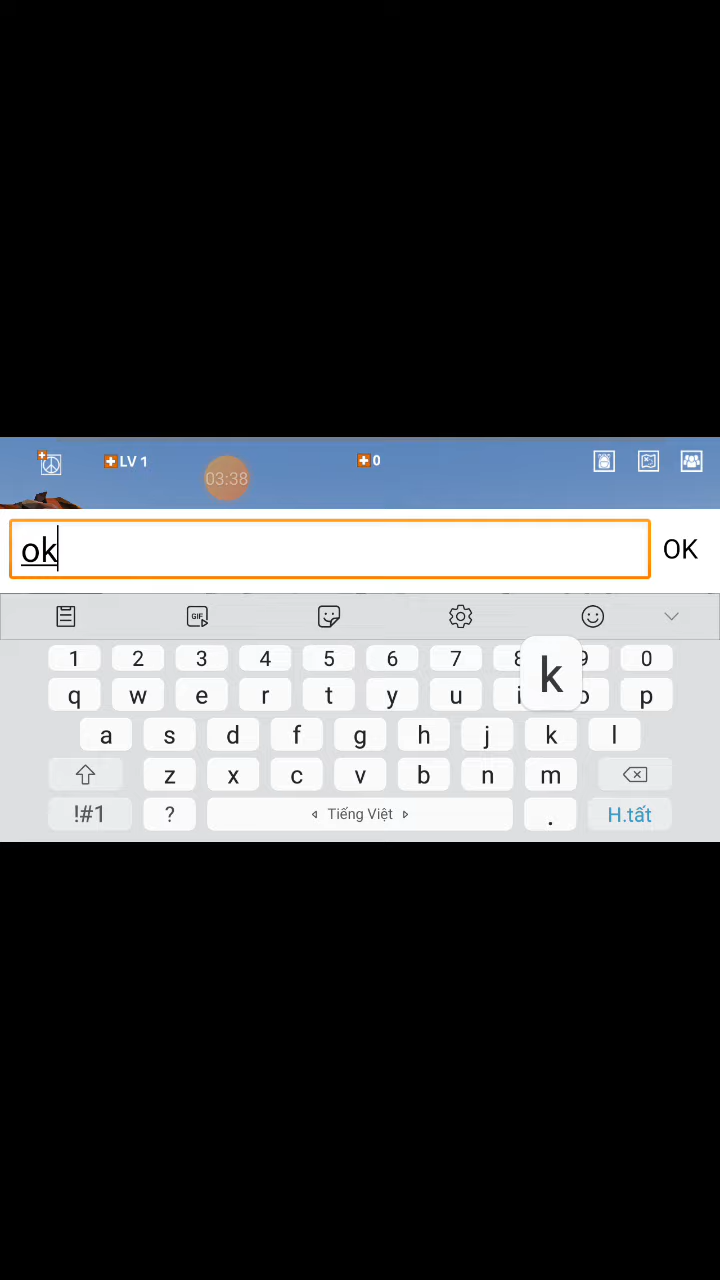 LV 1
03:38
0
ok
OK
GIF
1 2 3 4 5 6 7 8 9 0
q w e r t y u i o p
k
a s d f g h j k l
z x c v b n m
!#1 ? Tiếng Việt . H.tất